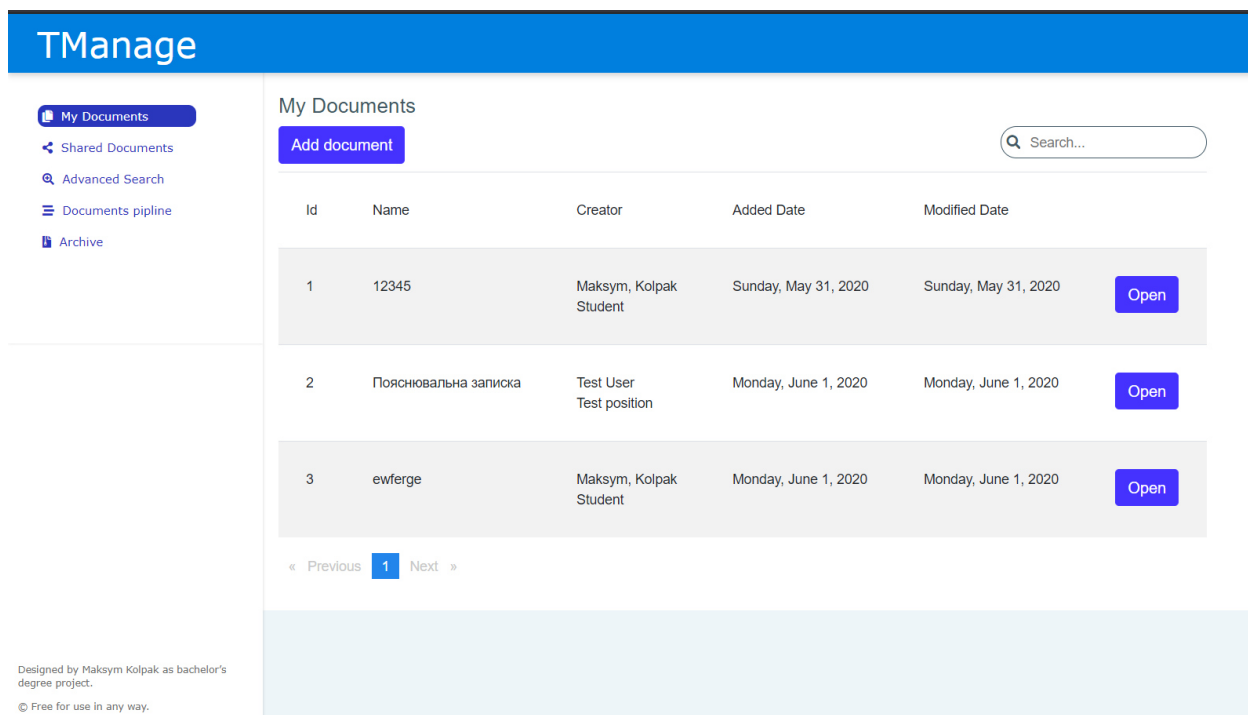 TManage
My Documents
Shared Documents
Advanced Search
Documents pipline
Archive
Designed by Maksym Kolpak as bachelor's
degree project.
© Free for use in any way.
My Documents
Add document
Search...
Id Name Creator Added Date Modified Date
1 12345 Maksym, Kolpak Sunday, May 31, 2020 Sunday, May 31, 2020 Open
Student
2 Пояснювальна записка Test User Monday, June 1, 2020 Monday, June 1, 2020 Open
Test position
3 ewferge Maksym, Kolpak Monday, June 1, 2020 Monday, June 1, 2020 Open
Student
« Previous 1 Next »